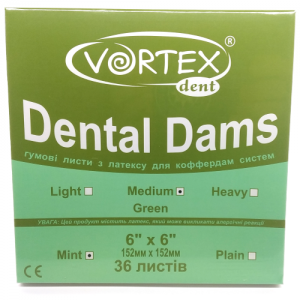 VORTEX®
dent
Dental Dams
гумові листи з латексу для коффердам систем
Light Medium Heavy
Green
УВАГА: Цей продукт містить латекс, який може викликати алергічні реакції
6" x 6"
152мм x 152мм
Mint Plain
36 листів
CE